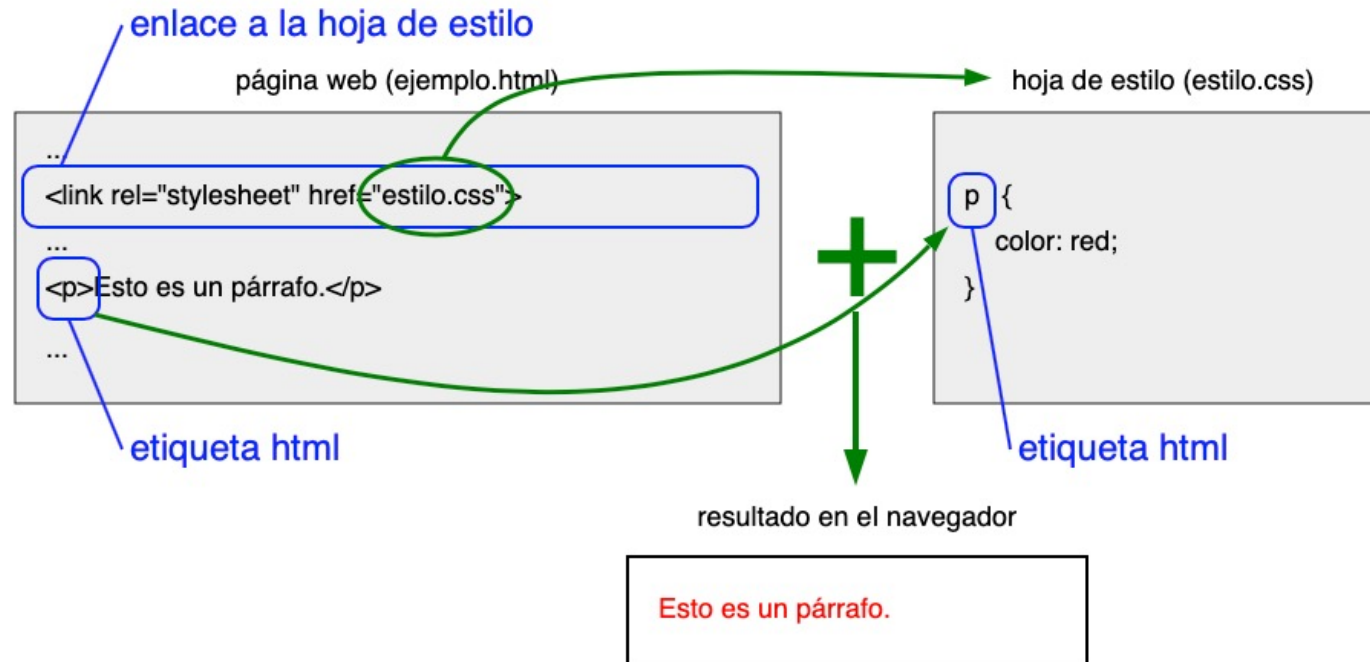 enlace a la hoja de estilo
página web (ejemplo.html)
...
<link rel="stylesheet" href="estilo.css">
...
<p>Esto es un párrafo.</p>
...
etiqueta html
hoja de estilo (estilo.css)
p {
color: red;
}
etiqueta html
+
resultado en el navegador
Esto es un párrafo.